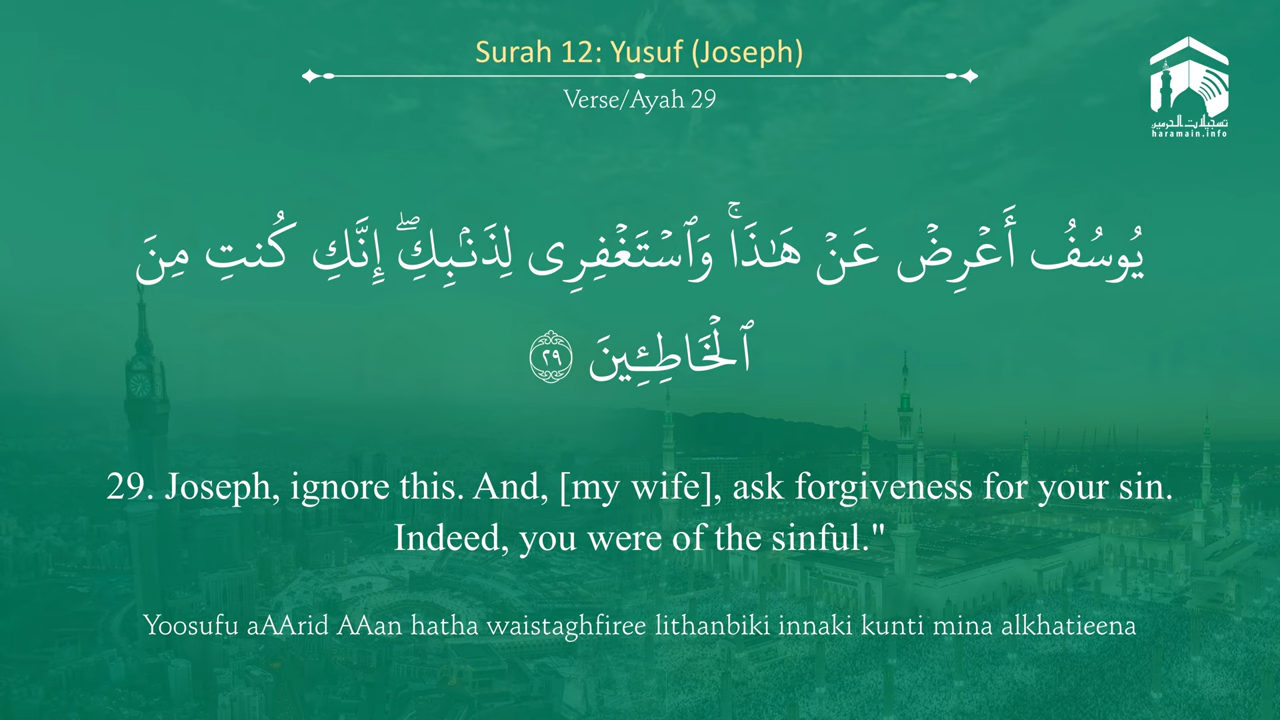 Surah 12: Yusuf (Joseph)
Verse/Ayah 29
تسجيلات الحرمين
haramain.info
يُوسُفُ أَعۡرِضۡ عَنۡ هَٰذَاۚ وَٱسۡتَغۡفِرِى لِذَنۢبِكِۖ إِنَّكِ كُنتِ مِنَ
ٱلۡخَاطِـِٔينَ ٢٩
29. Joseph, ignore this. And, [my wife], ask forgiveness for your sin.
Indeed, you were of the sinful."
Yoosufu aAArid AAan hatha waistaghfiree lithanbiki innaki kunti mina alkhatieena